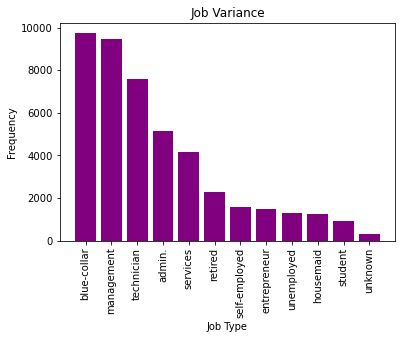 Job Variance
10000
8000
6000
4000
2000
0
Frequency
blue-collar
management
technician
admin.
services
retired
self-employed
entrepreneur
unemployed
housemaid
student
unknown
Job Type